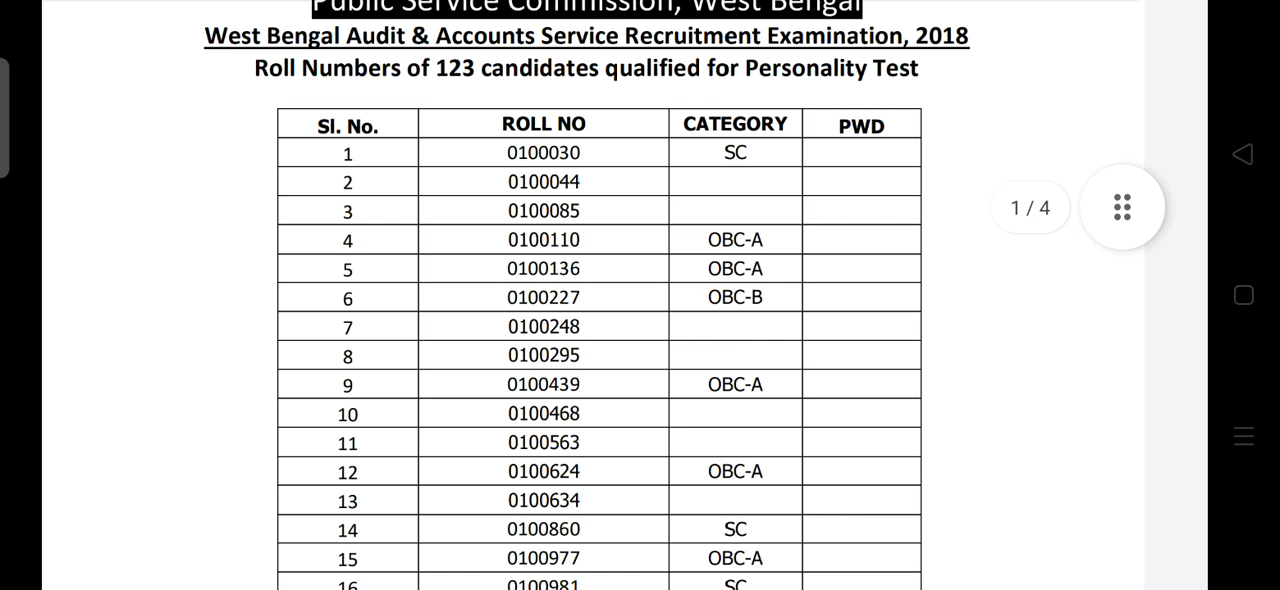 Public Service Commission, West Bengal
West Bengal Audit & Accounts Service Recruitment Examination, 2018
Roll Numbers of 123 candidates qualified for Personality Test
Sl. No. ROLL NO CATEGORY PWD
1 0100030 SC
2 0100044
3 0100085
4 0100110 OBC-A
5 0100136 OBC-A
6 0100227 OBC-B
7 0100248
8 0100295
9 0100439 OBC-A
10 0100468
11 0100563
12 0100624 OBC-A
13 0100634
14 0100860 SC
15 0100977 OBC-A
16 0100981 SC
1 / 4